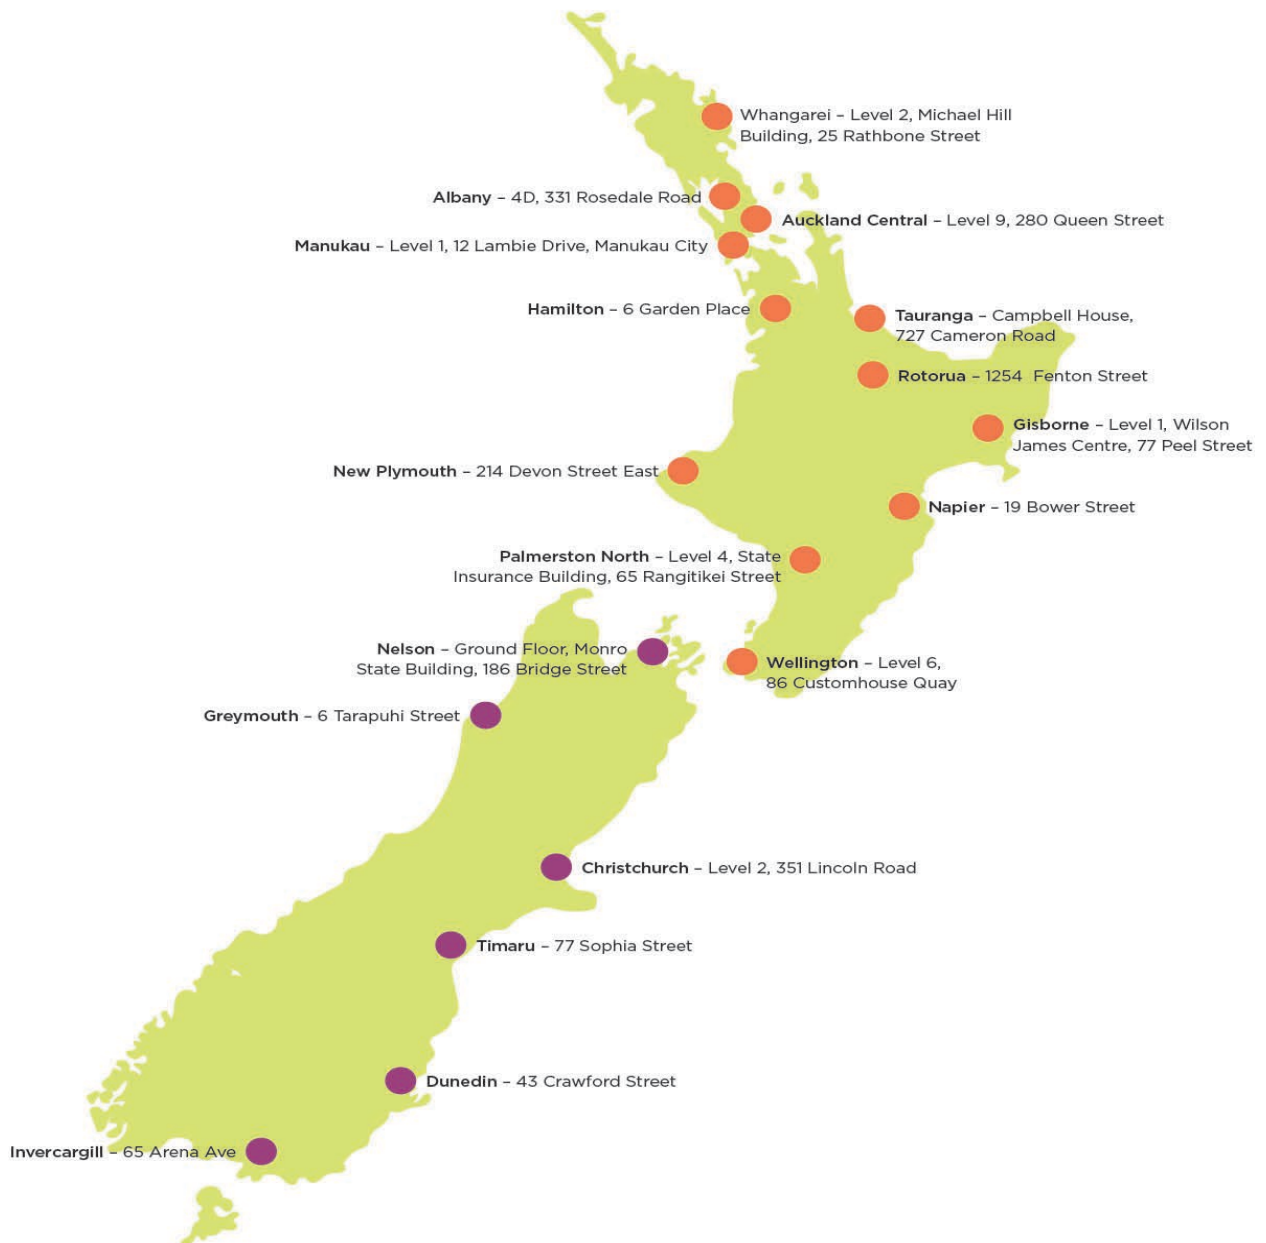 Whangarei – Level 2, Michael Hill
Building, 25 Rathbone Street
Albany – 4D, 331 Rosedale Road
Auckland Central – Level 9, 280 Queen Street
Manukau – Level 1, 12 Lambie Drive, Manukau City
Hamilton – 6 Garden Place
Tauranga – Campbell House,
727 Cameron Road
Rotorua – 1254 Fenton Street
Gisborne – Level 1, Wilson
James Centre, 77 Peel Street
New Plymouth – 214 Devon Street East
Napier – 19 Bower Street
Palmerston North – Level 4, State
Insurance Building, 65 Rangitikei Street
Nelson – Ground Floor, Monro
State Building, 186 Bridge Street
Wellington – Level 6,
86 Customhouse Quay
Greymouth – 6 Tarapuhi Street
Christchurch – Level 2, 351 Lincoln Road
Timaru – 77 Sophia Street
Dunedin – 43 Crawford Street
Invercargill – 65 Arena Ave